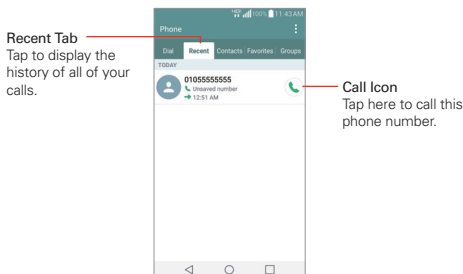 Recent Tab
Tap to display the
history of all of your
calls.
100% 11:43 AM
Phone
Dial Recent Contacts Favorites Groups
TODAY
01055555555
Unsaved number
12:51 AM
Call Icon
Tap here to call this
phone number.